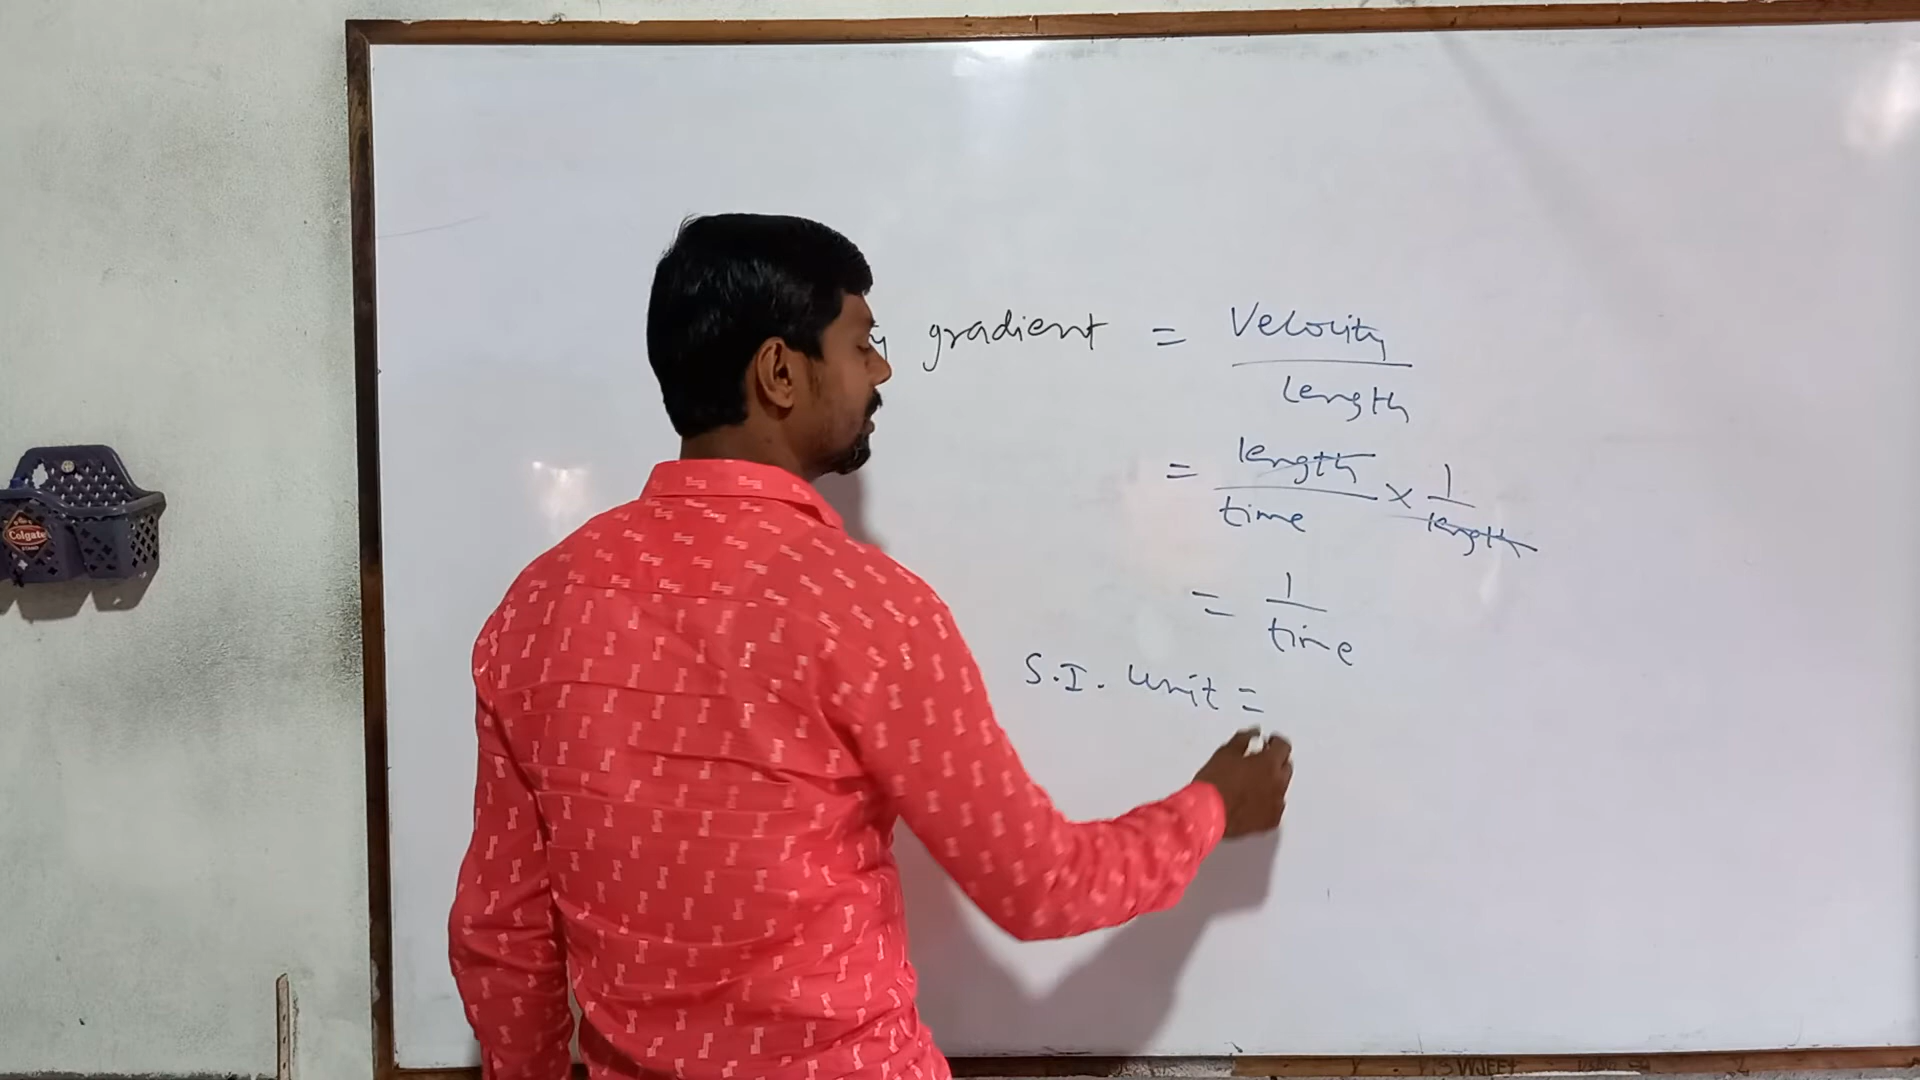 gradient = Velocity
length
= length × 1
time length
= 1
time
S.I. Unit =
Colgate